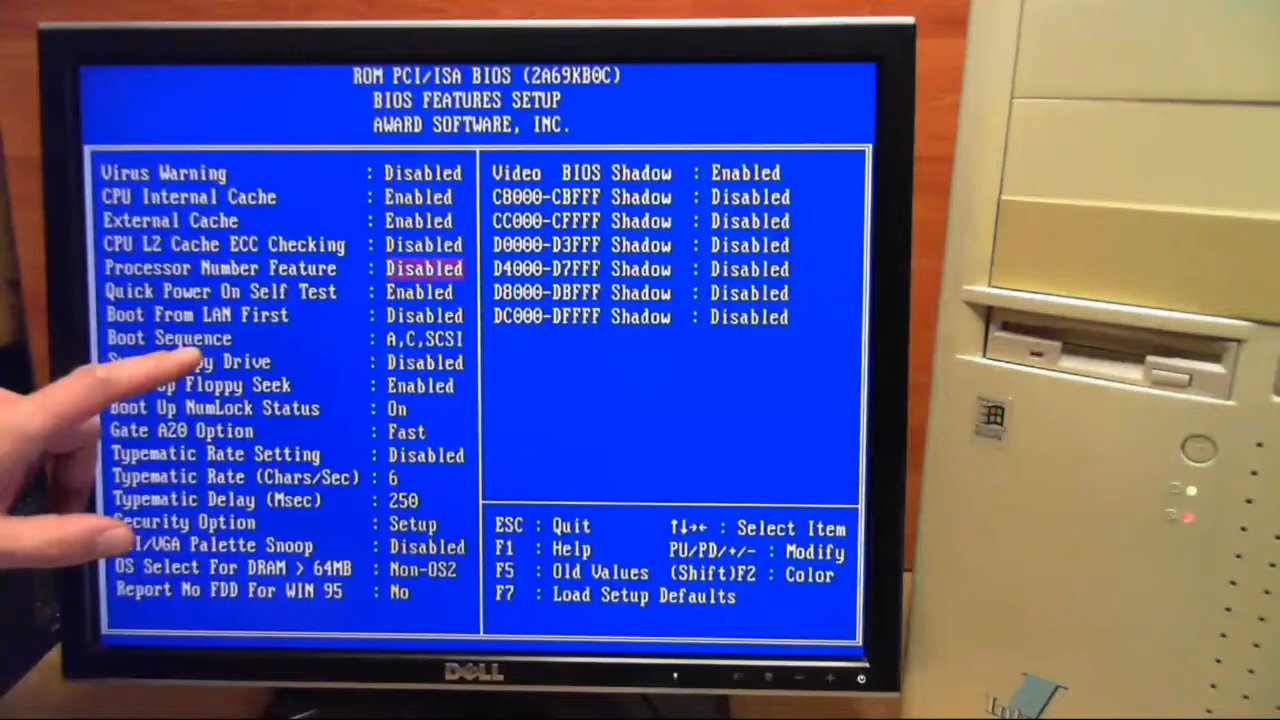 ROM PCI/ISA BIOS (2A69KB0C)
BIOS FEATURES SETUP
AWARD SOFTWARE, INC.
Virus Warning : Disabled
CPU Internal Cache : Enabled
External Cache : Enabled
CPU L2 Cache ECC Checking : Disabled
Processor Number Feature : Disabled
Quick Power On Self Test : Enabled
Boot From LAN First : Disabled
Boot Sequence : A,C,SCSI
Drive : Disabled
Floppy Seek : Enabled
Boot Up NumLock Status : On
Gate A20 Option : Fast
Typematic Rate Setting : Disabled
Typematic Rate (Chars/Sec) : 6
Typematic Delay (Msec) : 250
Security Option : Setup
/VGA Palette Snoop : Disabled
OS Select For DRAM > 64MB : Non-OS2
Report No FDD For WIN 95 : No
Video BIOS Shadow : Enabled
C8000-CBFFF Shadow : Disabled
CC000-CFFFF Shadow : Disabled
D0000-D3FFF Shadow : Disabled
D4000-D7FFF Shadow : Disabled
D8000-DBFFF Shadow : Disabled
DC000-DFFFF Shadow : Disabled
ESC : Quit ↑↓→← : Select Item
F1 : Help PU/PD/+/- : Modify
F5 : Old Values (Shift)F2 : Color
F7 : Load Setup Defaults
DELL